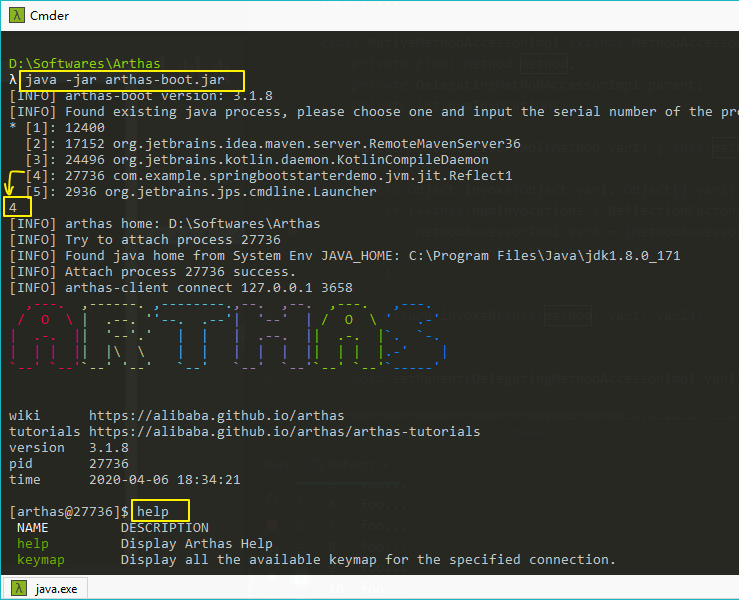 Cmder
D:\Softwares\Arthas
λ java -jar arthas-boot.jar
[INFO] arthas-boot version: 3.1.8
[INFO] Found existing java process, please choose one and input the serial number of the pr
* [1]: 12400
[2]: 17152 org.jetbrains.idea.maven.server.RemoteMavenServer36
[3]: 24496 org.jetbrains.kotlin.daemon.KotlinCompileDaemon
[4]: 27736 com.example.springbootstarterdemo.jvm.jit.Reflect1
[5]: 2936 org.jetbrains.jps.cmdline.Launcher
4
[INFO] arthas home: D:\Softwares\Arthas
[INFO] Try to attach process 27736
[INFO] Found java home from System Env JAVA_HOME: C:\Program Files\Java\jdk1.8.0_171
[INFO] Attach process 27736 success.
[INFO] arthas-client connect 127.0.0.1 3658
ARTHAS
wiki https://alibaba.github.io/arthas
tutorials https://alibaba.github.io/arthas/arthas-tutorials
version 3.1.8
pid 27736
time 2020-04-06 18:34:21
[arthas@27736]$ help
NAME DESCRIPTION
help Display Arthas Help
keymap Display all the available keymap for the specified connection.
λ java.exe